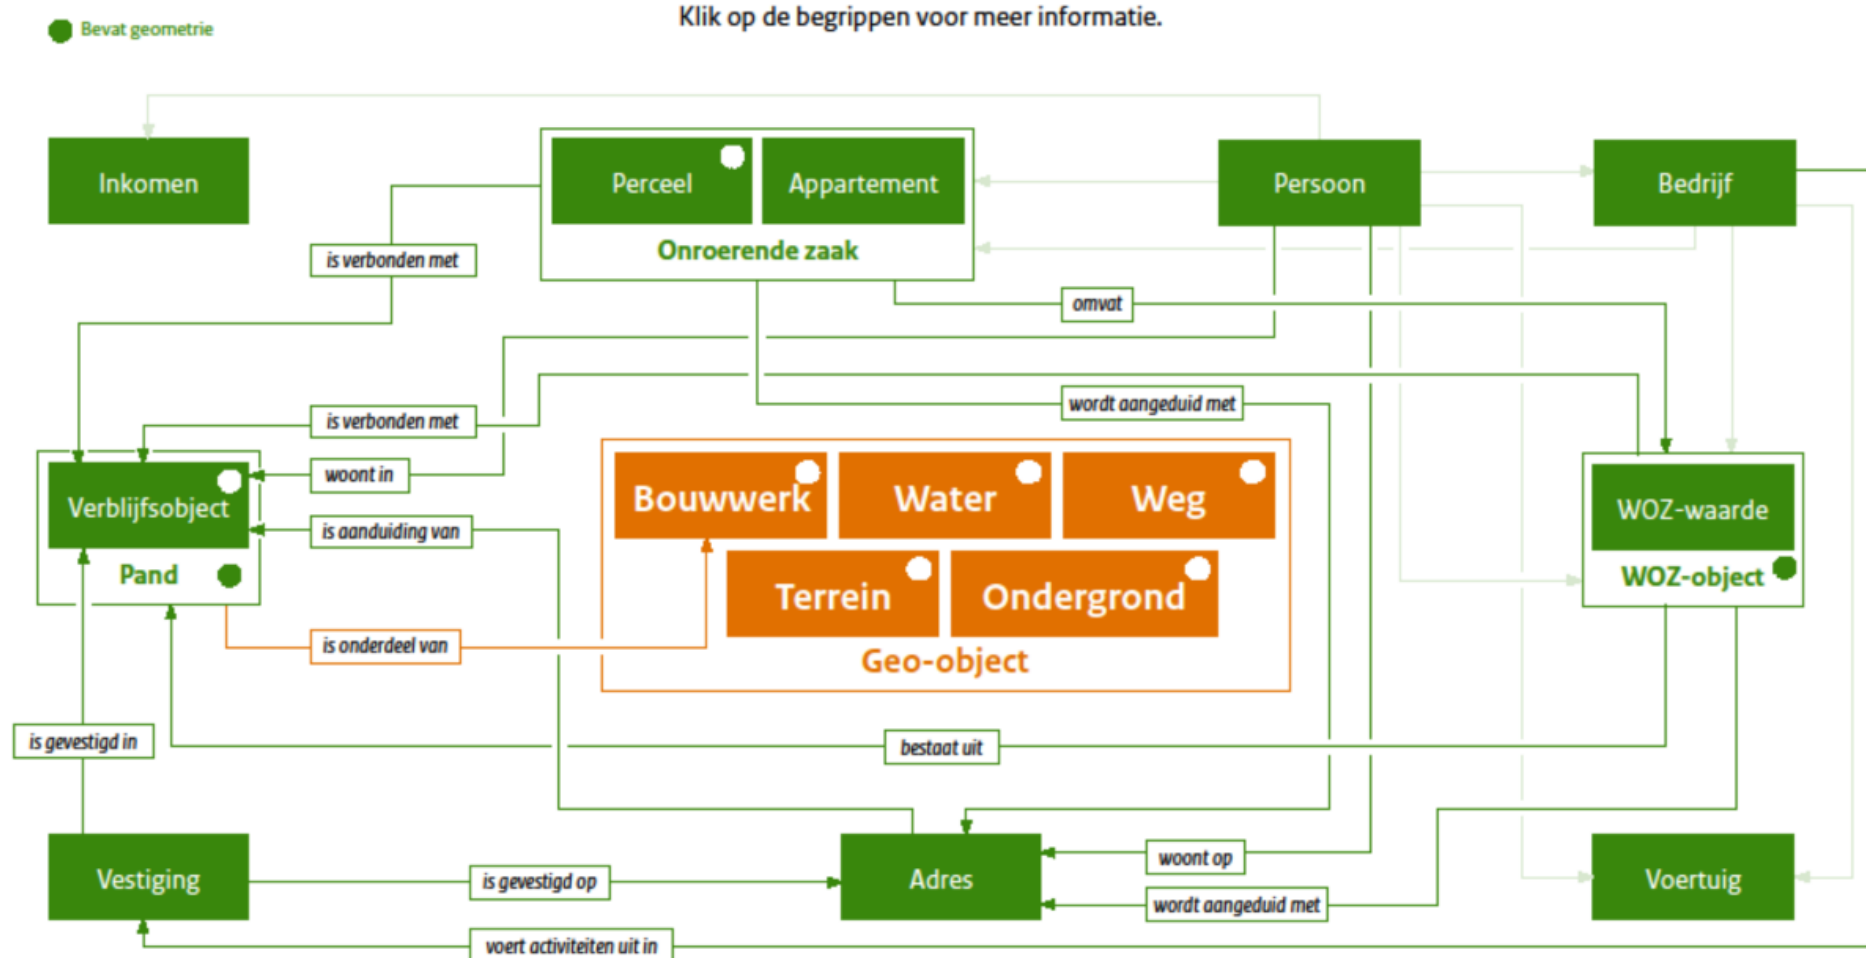 Klik op de begrippen voor meer informatie.
Bevat geometrie
Inkomen
Perceel
Appartement
Onroerende zaak
Persoon
Bedrijf
is verbonden met
omvat
is verbonden met
wordt aangeduid met
woont in
Verblijfsobject
Pand
is aanduiding van
Bouwwerk
Water
Weg
Terrein
Ondergrond
Geo-object
WOZ-waarde
WOZ-object
is onderdeel van
is gevestigd in
bestaat uit
Vestiging
is gevestigd op
Adres
woont op
wordt aangeduid met
Voertuig
voert activiteiten uit in